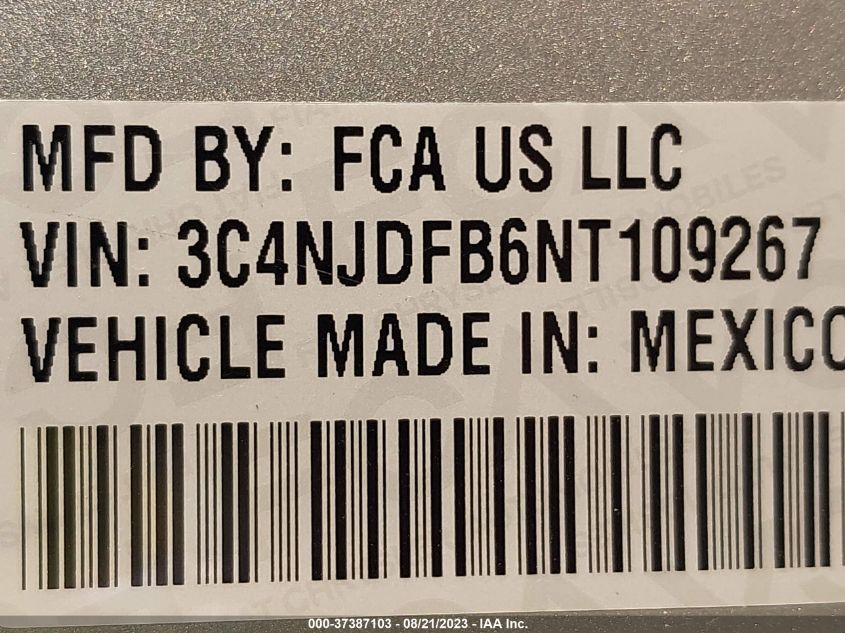 MFD BY: FCA US LLC
VIN: 3C4NJDFB6NT109267
VEHICLE MADE IN: MEXICO
000-37387103 - 08/21/2023 - IAA Inc.